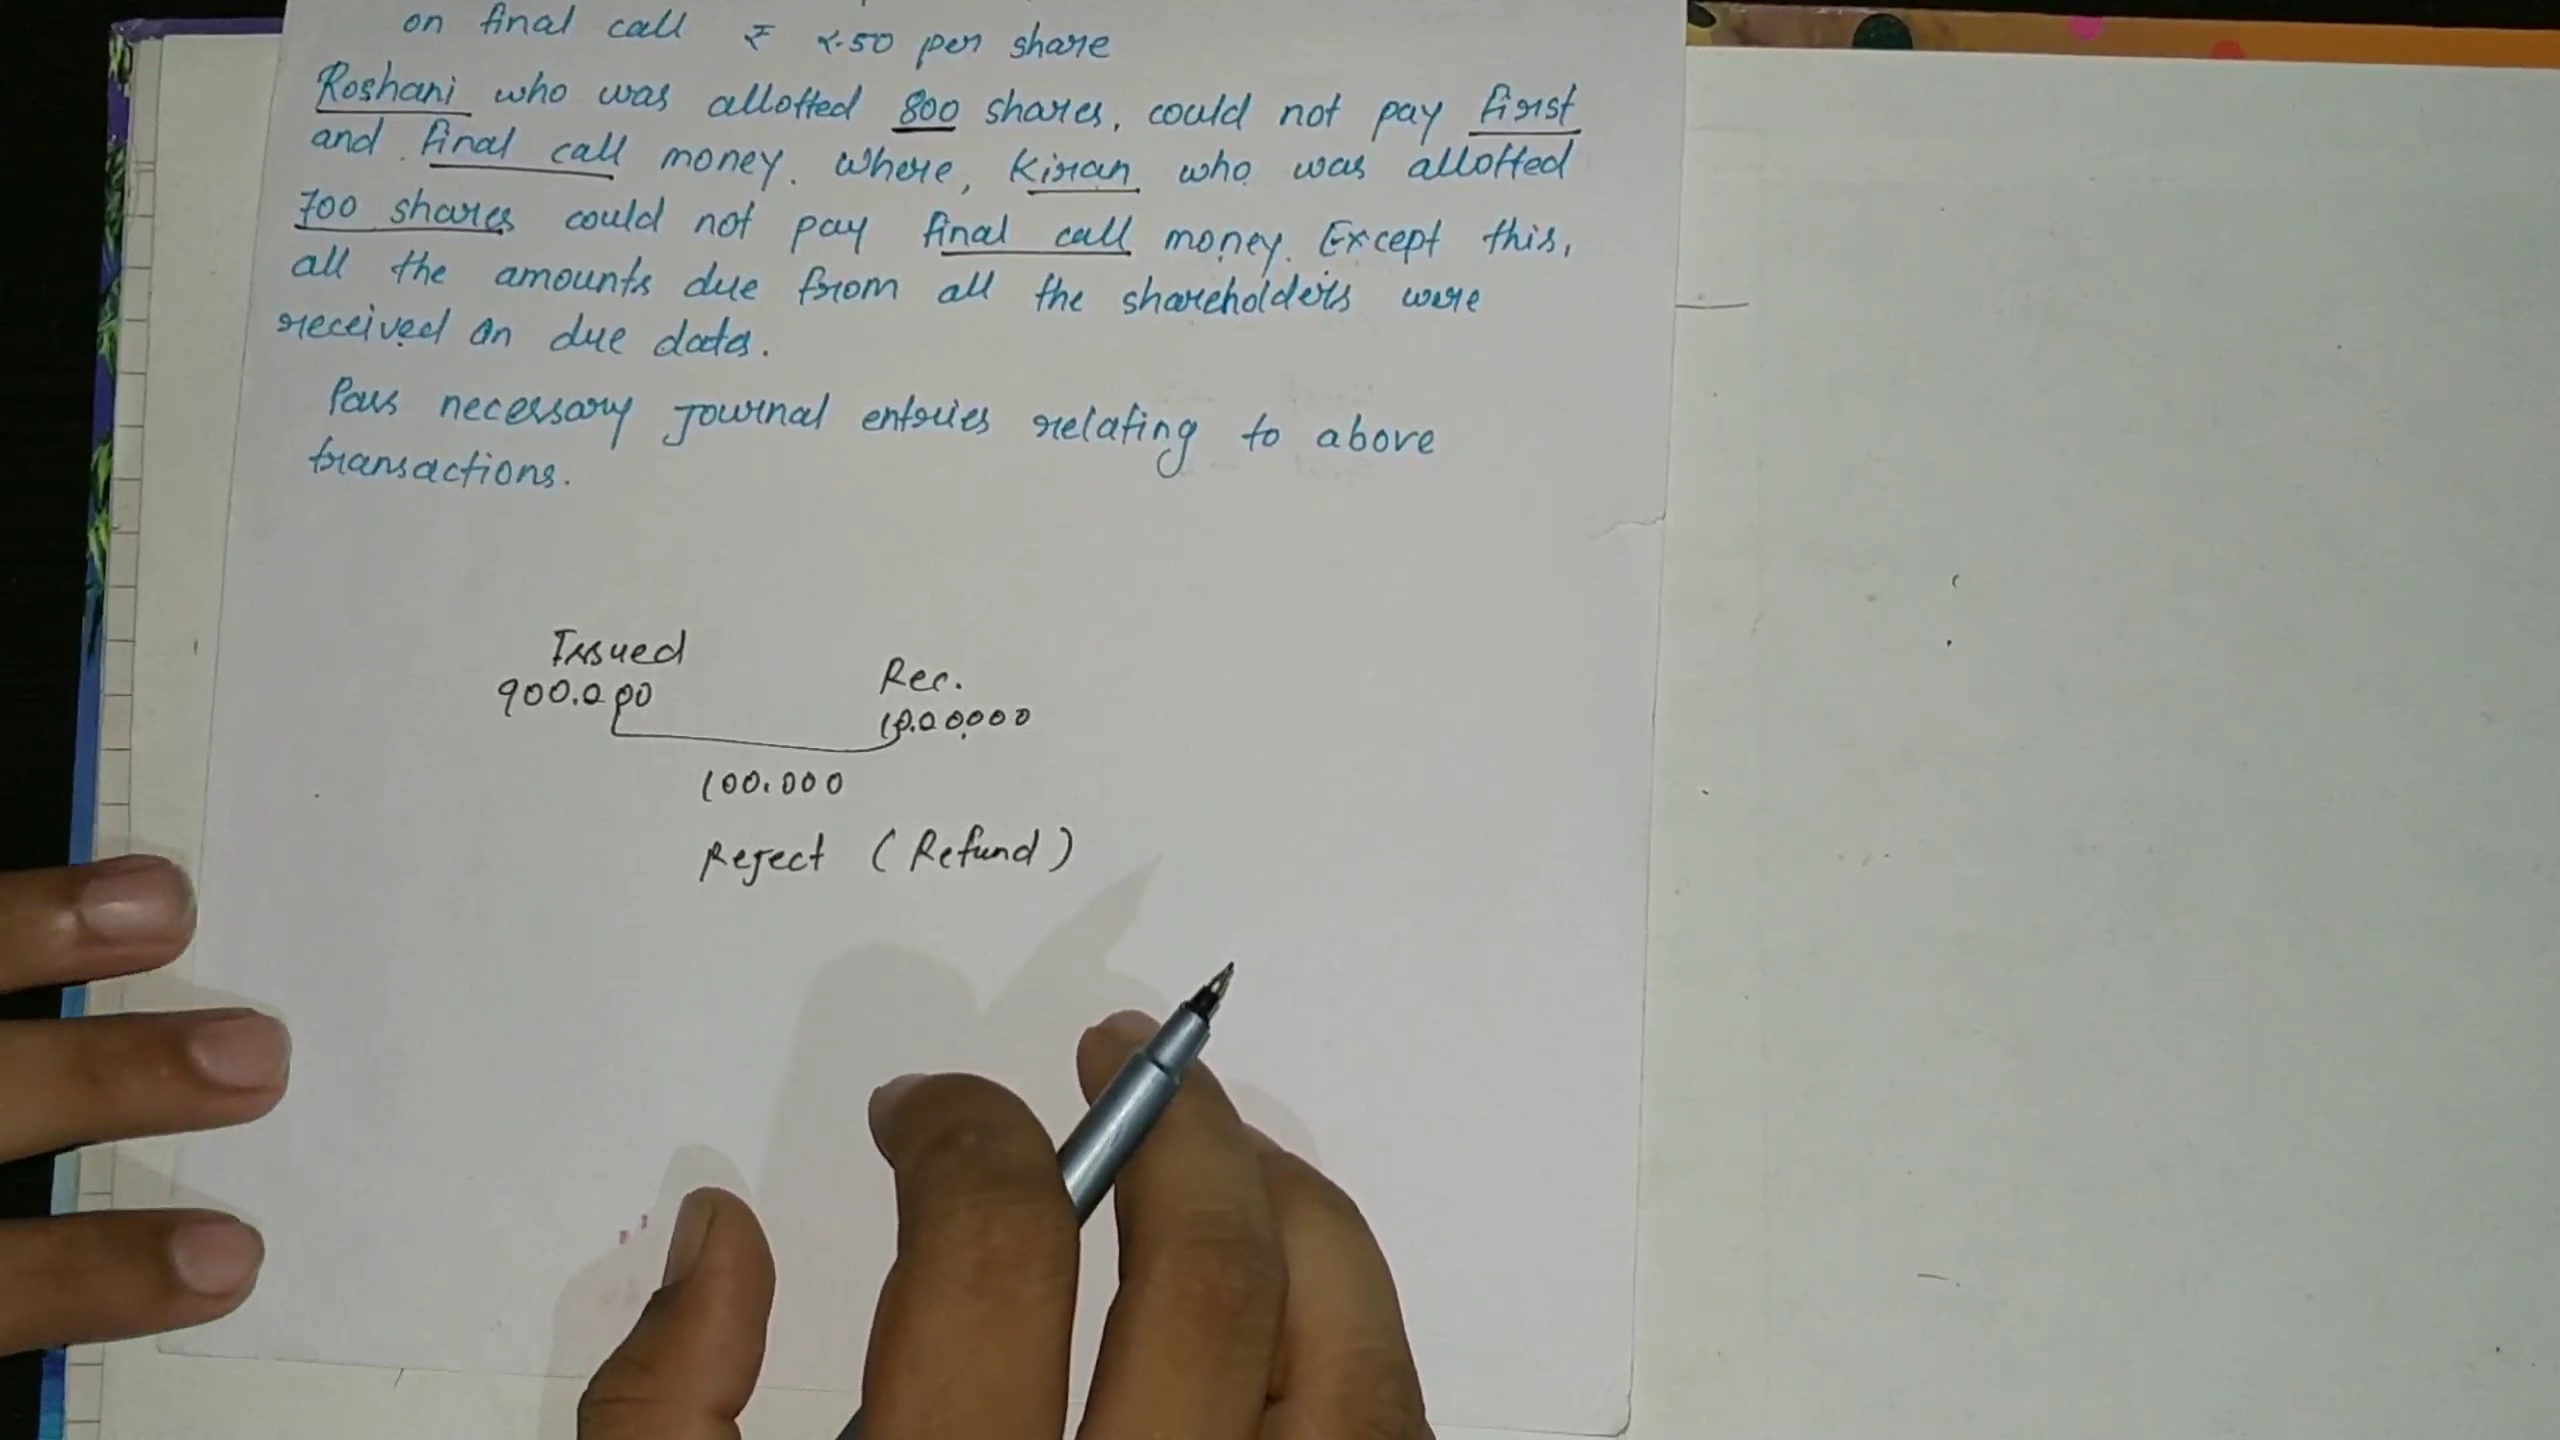 on final call ₹ 2.50 per share
Roshani who was allotted 800 shares, could not pay first
and final call money. Where, Kiran who was allotted
700 shares could not pay final call money. Except this,
all the amounts due from all the shareholders were
received on due dates.
Pass necessary Journal entries relating to above
transactions.
Issued
Rec.
900.000
10.00000
100.000
Reject (Refund)